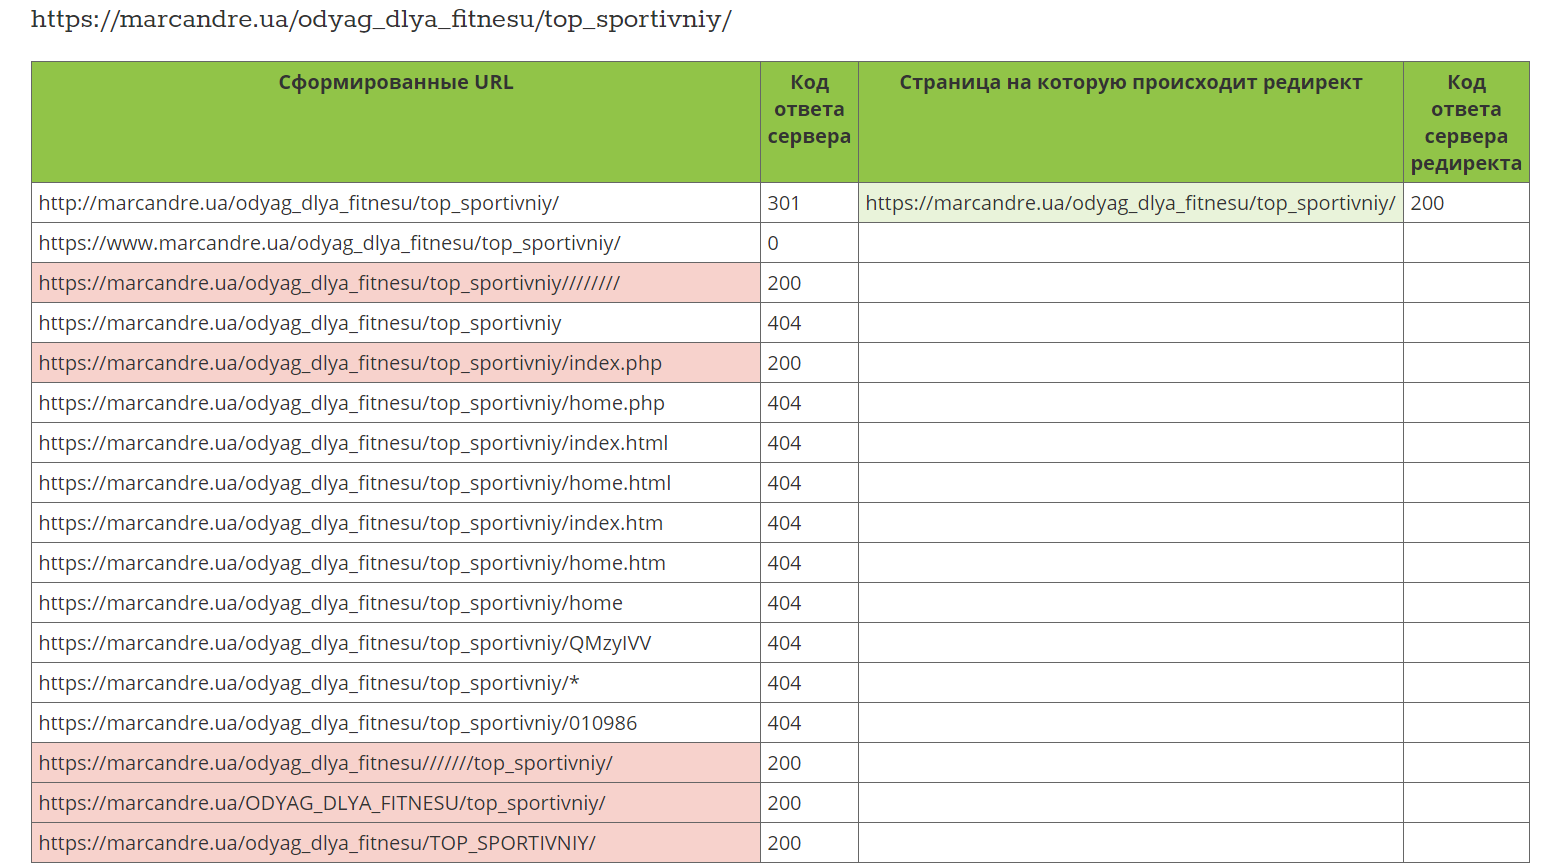 https://marcandre.ua/odyag_dlya_fitnesu/top_sportivniy/
Сформированные URL
Код
ответа
сервера
Страница на которую происходит редирект
Код
ответа
сервера
редиректа
http://marcandre.ua/odyag_dlya_fitnesu/top_sportivniy/ 301 https://marcandre.ua/odyag_dlya_fitnesu/top_sportivniy/ 200
https://www.marcandre.ua/odyag_dlya_fitnesu/top_sportivniy/ 0
https://marcandre.ua/odyag_dlya_fitnesu/top_sportivniy//////// 200
https://marcandre.ua/odyag_dlya_fitnesu/top_sportivniy 404
https://marcandre.ua/odyag_dlya_fitnesu/top_sportivniy/index.php 200
https://marcandre.ua/odyag_dlya_fitnesu/top_sportivniy/home.php 404
https://marcandre.ua/odyag_dlya_fitnesu/top_sportivniy/index.html 404
https://marcandre.ua/odyag_dlya_fitnesu/top_sportivniy/home.html 404
https://marcandre.ua/odyag_dlya_fitnesu/top_sportivniy/index.htm 404
https://marcandre.ua/odyag_dlya_fitnesu/top_sportivniy/home.htm 404
https://marcandre.ua/odyag_dlya_fitnesu/top_sportivniy/home 404
https://marcandre.ua/odyag_dlya_fitnesu/top_sportivniy/QMzyIVV 404
https://marcandre.ua/odyag_dlya_fitnesu/top_sportivniy/* 404
https://marcandre.ua/odyag_dlya_fitnesu/top_sportivniy/010986 404
https://marcandre.ua/odyag_dlya_fitnesu///////top_sportivniy/ 200
https://marcandre.ua/ODYAG_DLYA_FITNESU/top_sportivniy/ 200
https://marcandre.ua/odyag_dlya_fitnesu/TOP_SPORTIVNIY/ 200